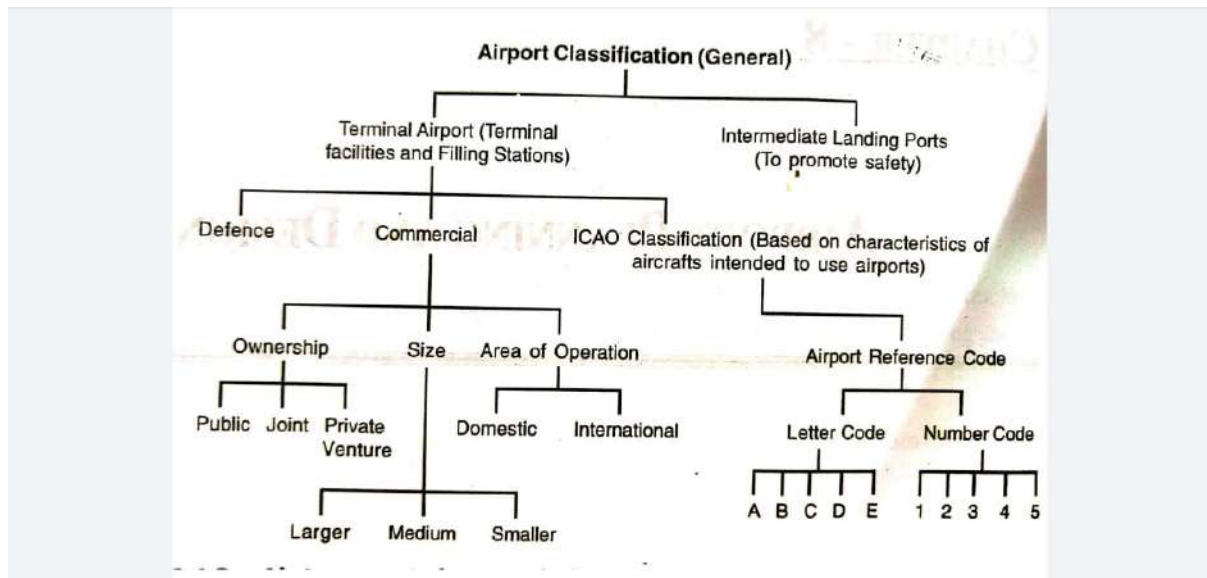 Airport Classification (General)
Terminal Airport (Terminal
facilities and Filling Stations)
Intermediate Landing Ports
(To promote safety)
Defence
Commercial
ICAO Classification (Based on characteristics of
aircrafts intended to use airports)
Ownership
Size
Area of Operation
Airport Reference Code
Public Joint Private
Venture
Domestic International
Letter Code Number Code
A B C D E 1 2 3 4 5
Larger Medium Smaller